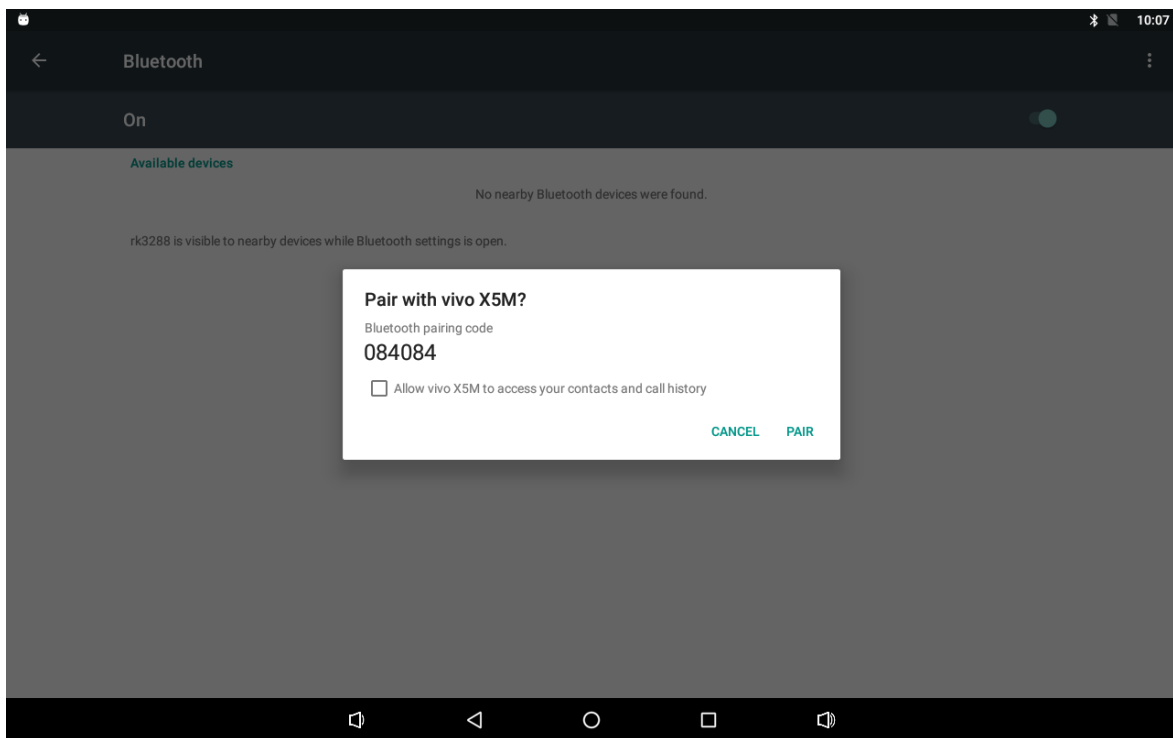 10:07
Bluetooth
On
Available devices
No nearby Bluetooth devices were found.
rk3288 is visible to nearby devices while Bluetooth settings is open.
Pair with vivo X5M?
Bluetooth pairing code
084084
Allow vivo X5M to access your contacts and call history
CANCEL PAIR